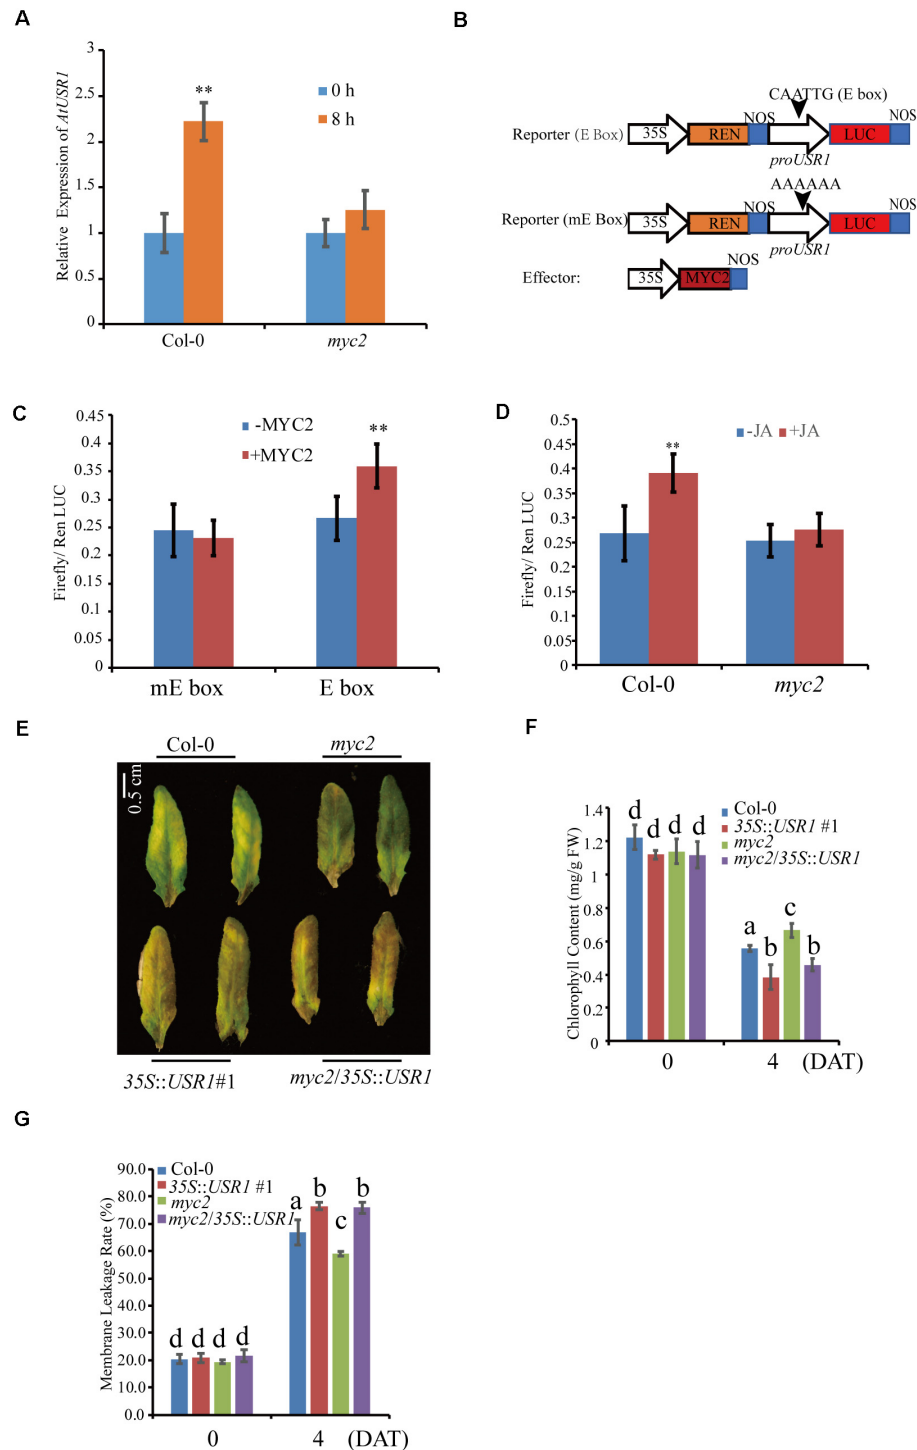 A
Relative Expression of AtUSR1
3
2.5
2
1.5
1
0.5
0
**
0 h
8 h
Col-0
myc2
B
CAATTG (E box)
Reporter (E Box)
35S
REN
NOS
LUC
NOS
proUSR1
AAAAAA
Reporter (mE Box)
35S
REN
NOS
LUC
NOS
proUSR1
Effector:
35S
MYC2
NOS
C
Firefly/ Ren LUC
0.45
0.4
0.35
0.3
0.25
0.2
0.15
0.1
0.05
0
-MYC2
+MYC2
**
mE box
E box
D
Firefly/ Ren LUC
0.5
0.45
0.4
0.35
0.3
0.25
0.2
0.15
0.1
0.05
0
-JA
+JA
**
Col-0
myc2
E
Col-0
myc2
0.5 cm
35S::USR1#1
myc2/35S::USR1
F
Chlorophyll Content (mg/g FW)
1.4
1.2
1
0.8
0.6
0.4
0.2
0
Col-0
35S::USR1 #1
myc2
myc2/35S::USR1
d d d d
a b c b
0 4 (DAT)
G
Membrane Leakage Rate (%)
90.0
80.0
70.0
60.0
50.0
40.0
30.0
20.0
10.0
0.0
Col-0
35S::USR1 #1
myc2
myc2/35S::USR1
d d d d
a b c b
0 4 (DAT)